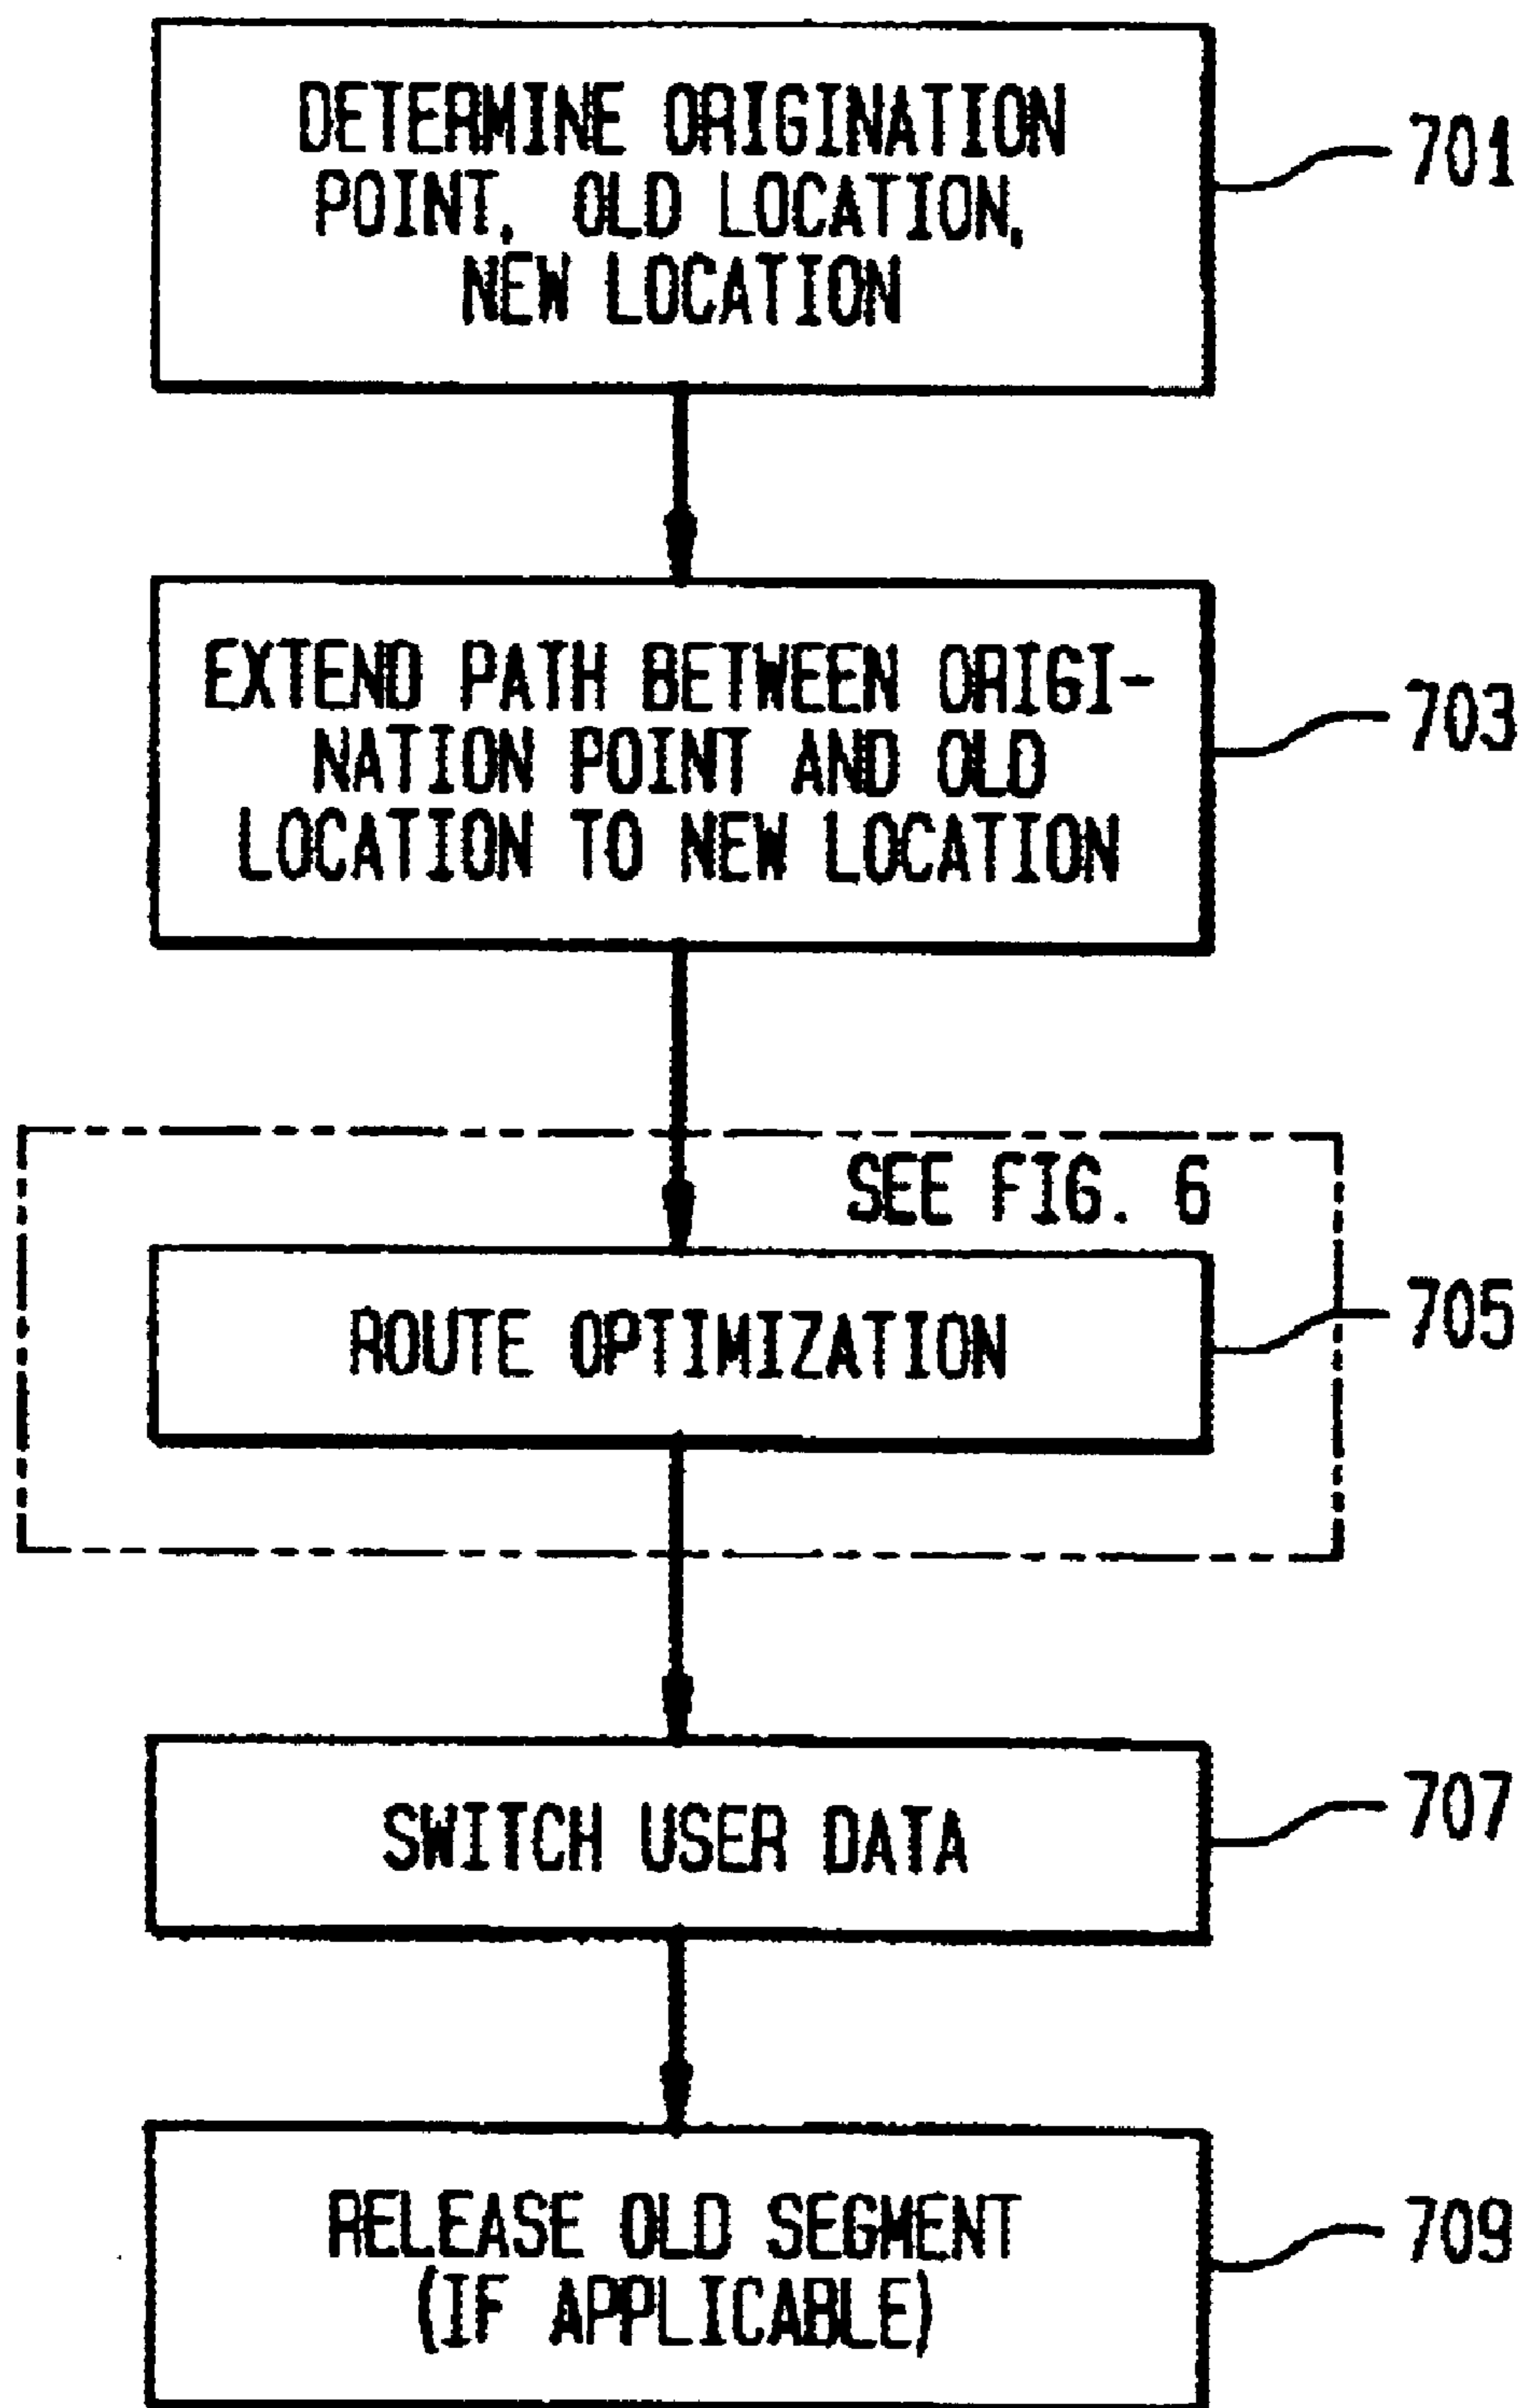 DETERMINE ORIGINATION
POINT, OLD LOCATION,
NEW LOCATION
701
EXTEND PATH BETWEEN ORIGI-
NATION POINT AND OLD
LOCATION TO NEW LOCATION
703
SEE FIG. 6
ROUTE OPTIMIZATION
705
SWITCH USER DATA
707
RELEASE OLD SEGMENT
(IF APPLICABLE)
709